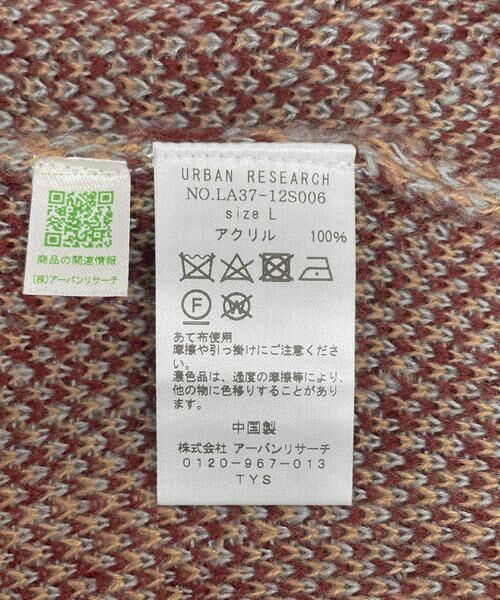 URBAN RESEARCH
NO.LA37-12S006
size L
アクリル 100%
F
W
あて布使用
摩擦や引っ掛けにご注意くださ
い。
濃色品は、過度の摩擦等により、
他の物に色移りすることがあり
ます。
中国製
株式会社 アーバンリサーチ
0120-967-013
TYS
商品の関連情報
(株)アーバンリサーチ